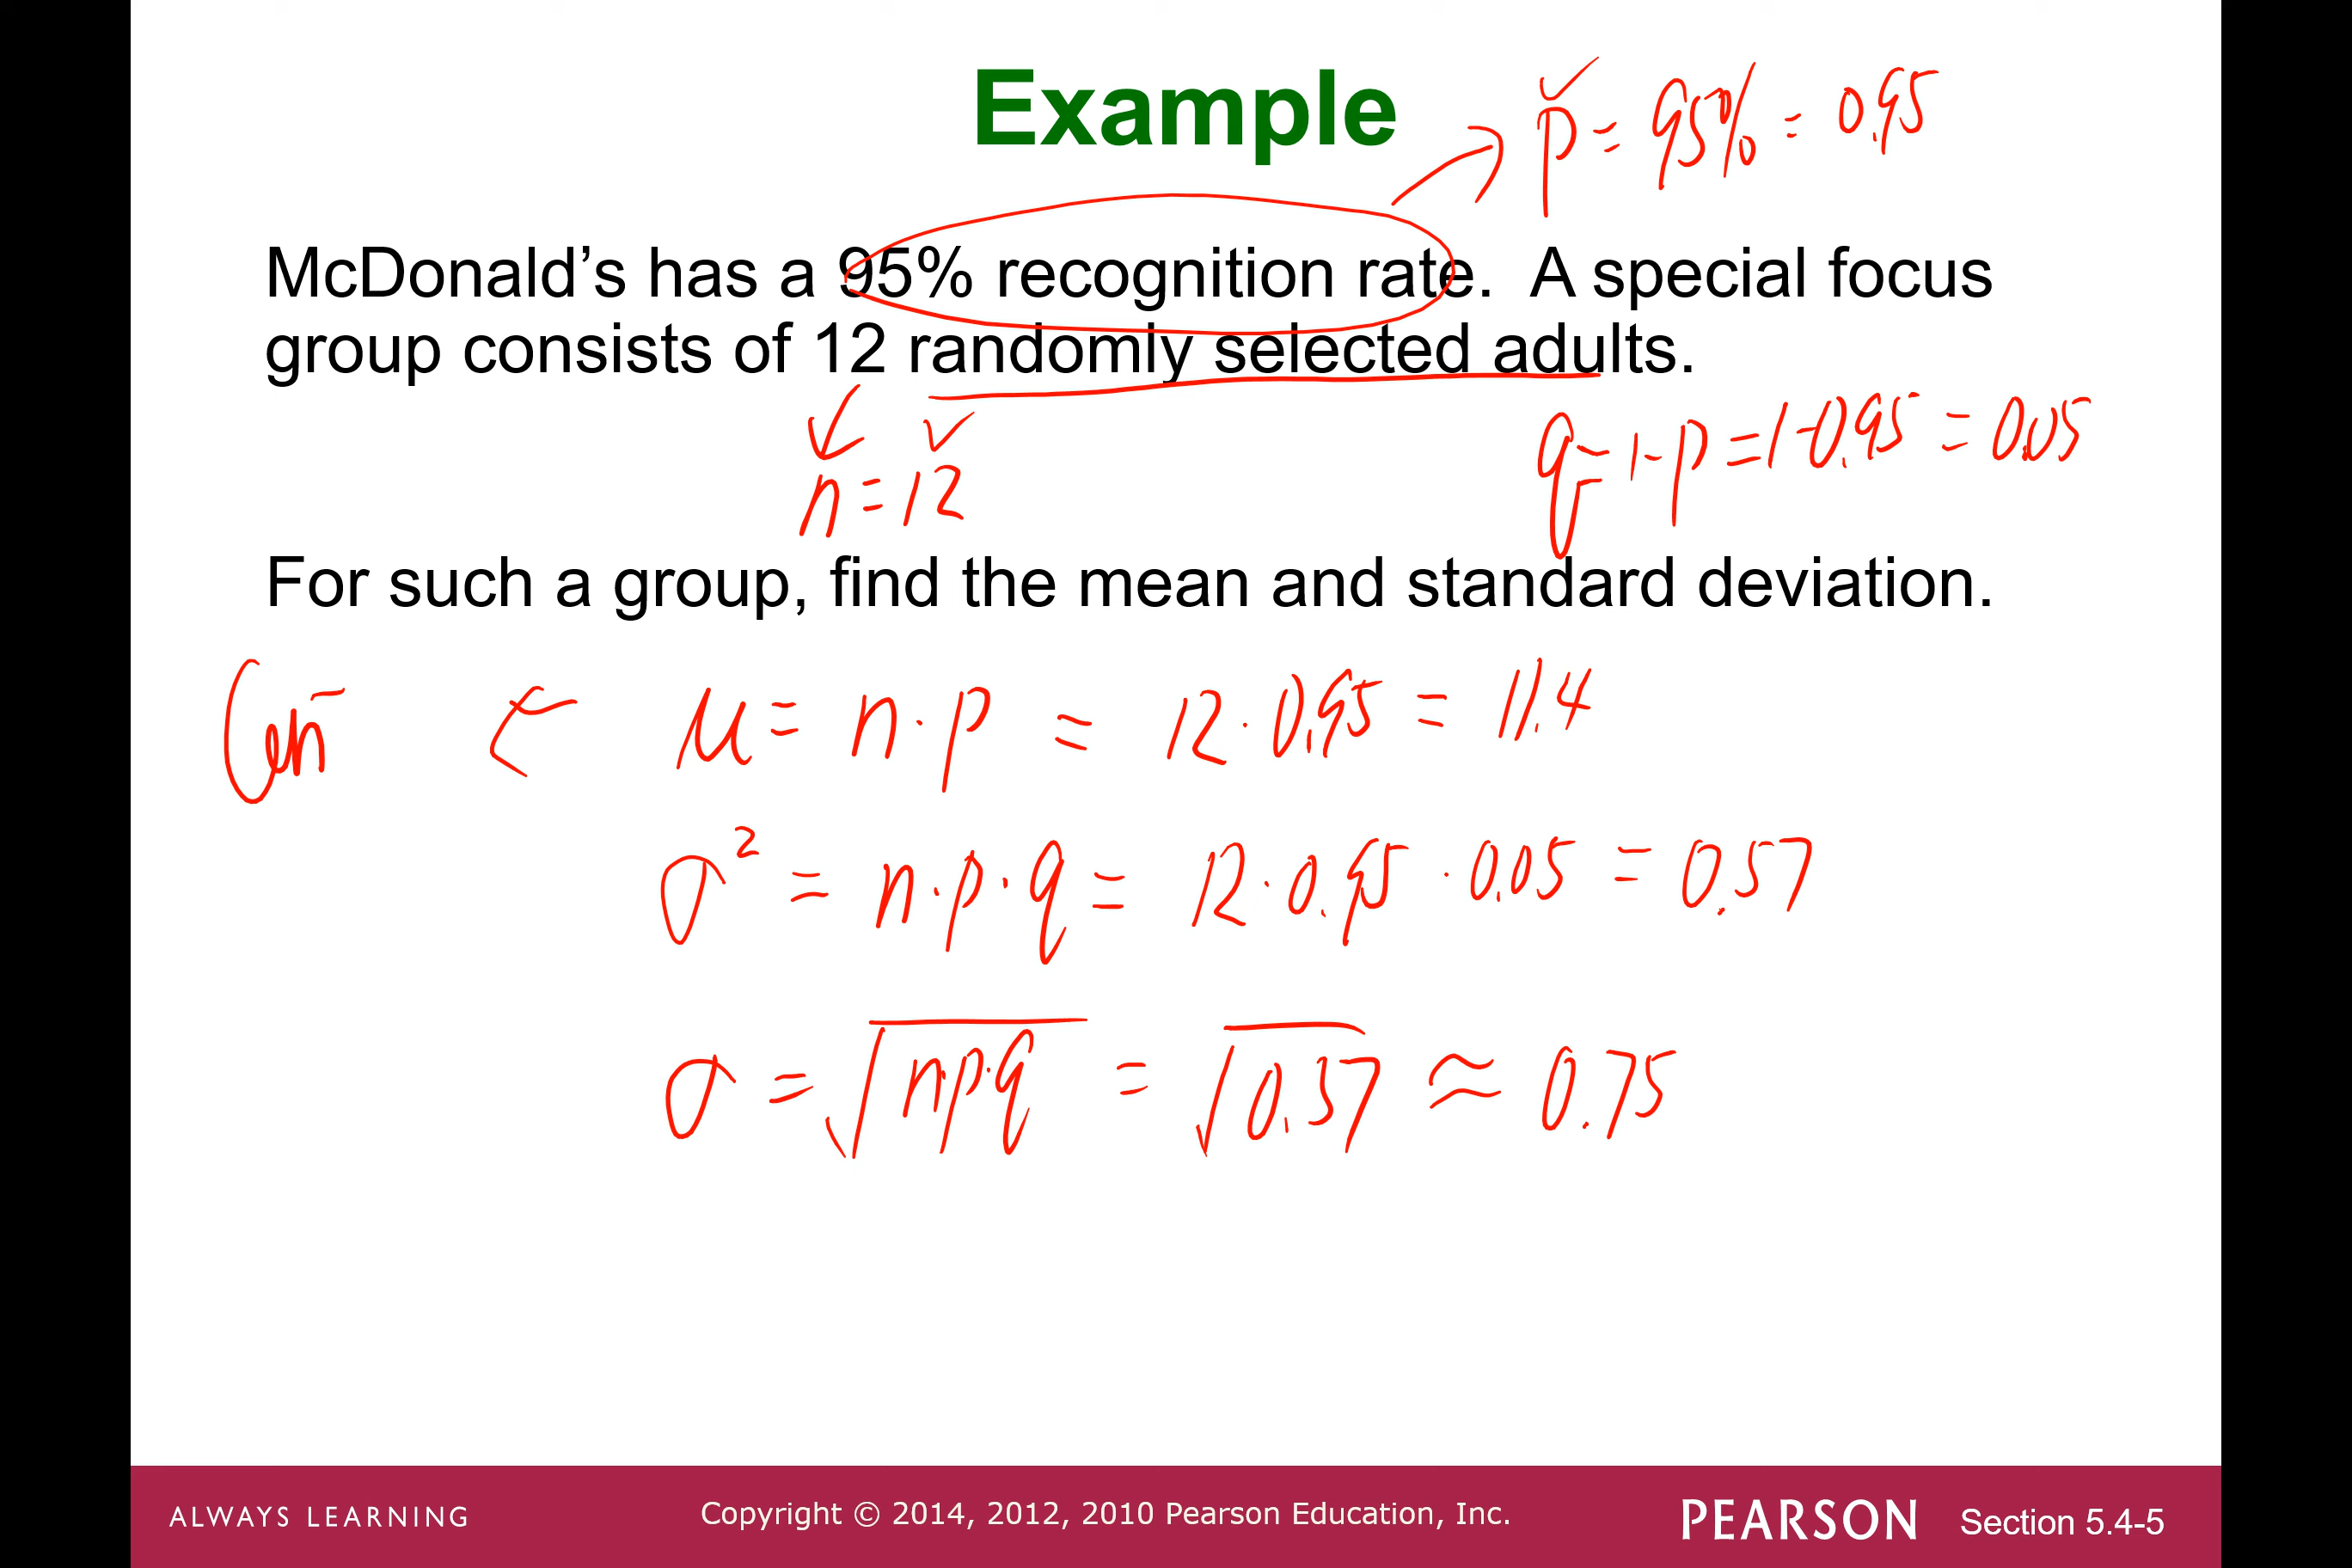 Example
p = 95% = 0.95
McDonald’s has a 95% recognition rate. A special focus
group consists of 12 randomly selected adults.
n = 12
q = 1-p = 1-0.95 = 0.05
For such a group, find the mean and standard deviation.
μ = n · p = 12 · 0.95 = 11.4
σ² = n · p · q = 12 · 0.95 · 0.05 = 0.57
σ = √n·p·q = √0.57 ≈ 0.75
ALWAYS LEARNING
Copyright © 2014, 2012, 2010 Pearson Education, Inc.
PEARSON
Section 5.4-5